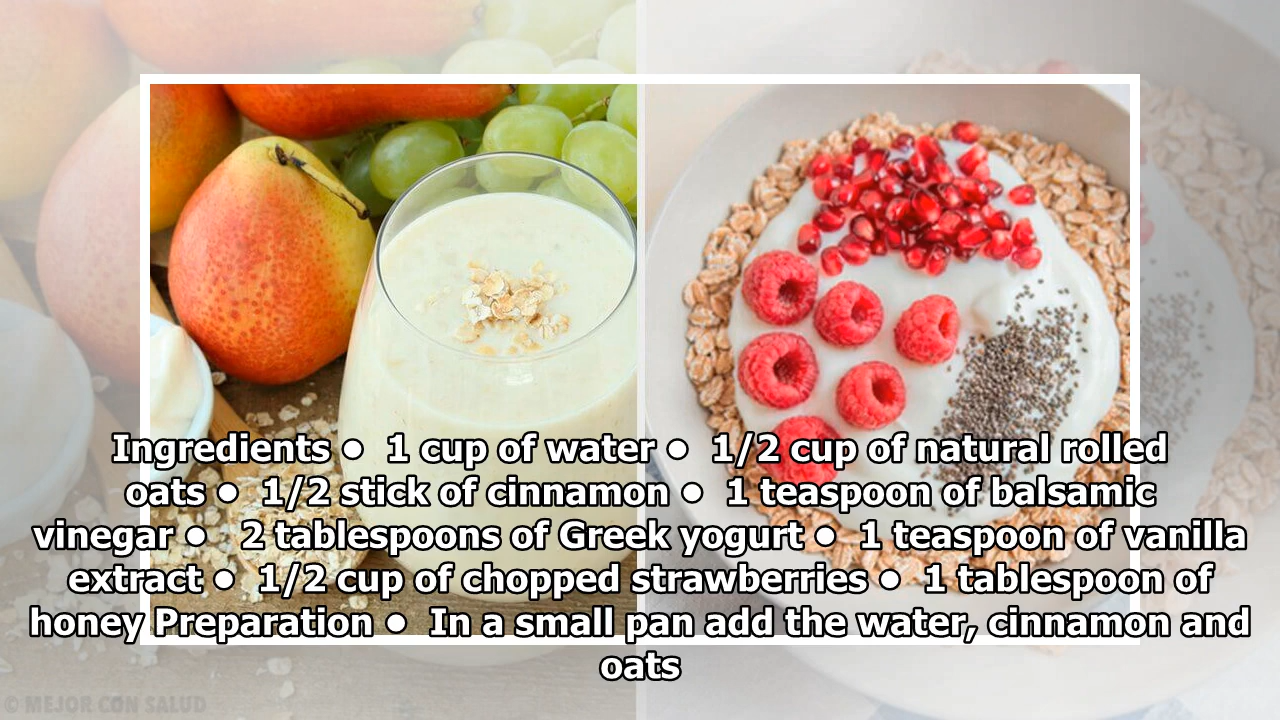 Ingredients ● 1 cup of water ● 1/2 cup of natural rolled
oats ● 1/2 stick of cinnamon ● 1 teaspoon of balsamic
vinegar ● 2 tablespoons of Greek yogurt ● 1 teaspoon of vanilla
extract ● 1/2 cup of chopped strawberries ● 1 tablespoon of
honey Preparation ● In a small pan add the water, cinnamon and
oats
© MEJOR CON SALUD